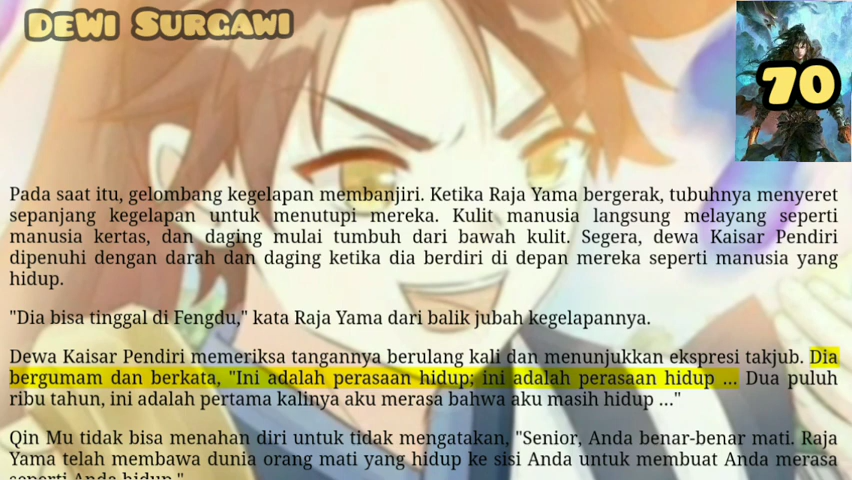 DEWI SURGAWI
70
Pada saat itu, gelombang kegelapan membanjiri. Ketika Raja Yama bergerak, tubuhnya menyeret
sepanjang kegelapan untuk menutupi mereka. Kulit manusia langsung melayang seperti
manusia kertas, dan daging mulai tumbuh dari bawah kulit. Segera, dewa Kaisar Pendiri
dipenuhi dengan darah dan daging ketika dia berdiri di depan mereka seperti manusia yang
hidup.
"Dia bisa tinggal di Fengdu," kata Raja Yama dari balik jubah kegelapannya.
Dewa Kaisar Pendiri memeriksa tangannya berulang kali dan menunjukkan ekspresi takjub. Dia
bergumam dan berkata, "Ini adalah perasaan hidup; ini adalah perasaan hidup ... Dua puluh
ribu tahun, ini adalah pertama kalinya aku merasa bahwa aku masih hidup ..."
Qin Mu tidak bisa menahan diri untuk tidak mengatakan, "Senior, Anda benar-benar mati. Raja
Yama telah membawa dunia orang mati yang hidup ke sisi Anda untuk membuat Anda merasa
seperti Anda hidup."